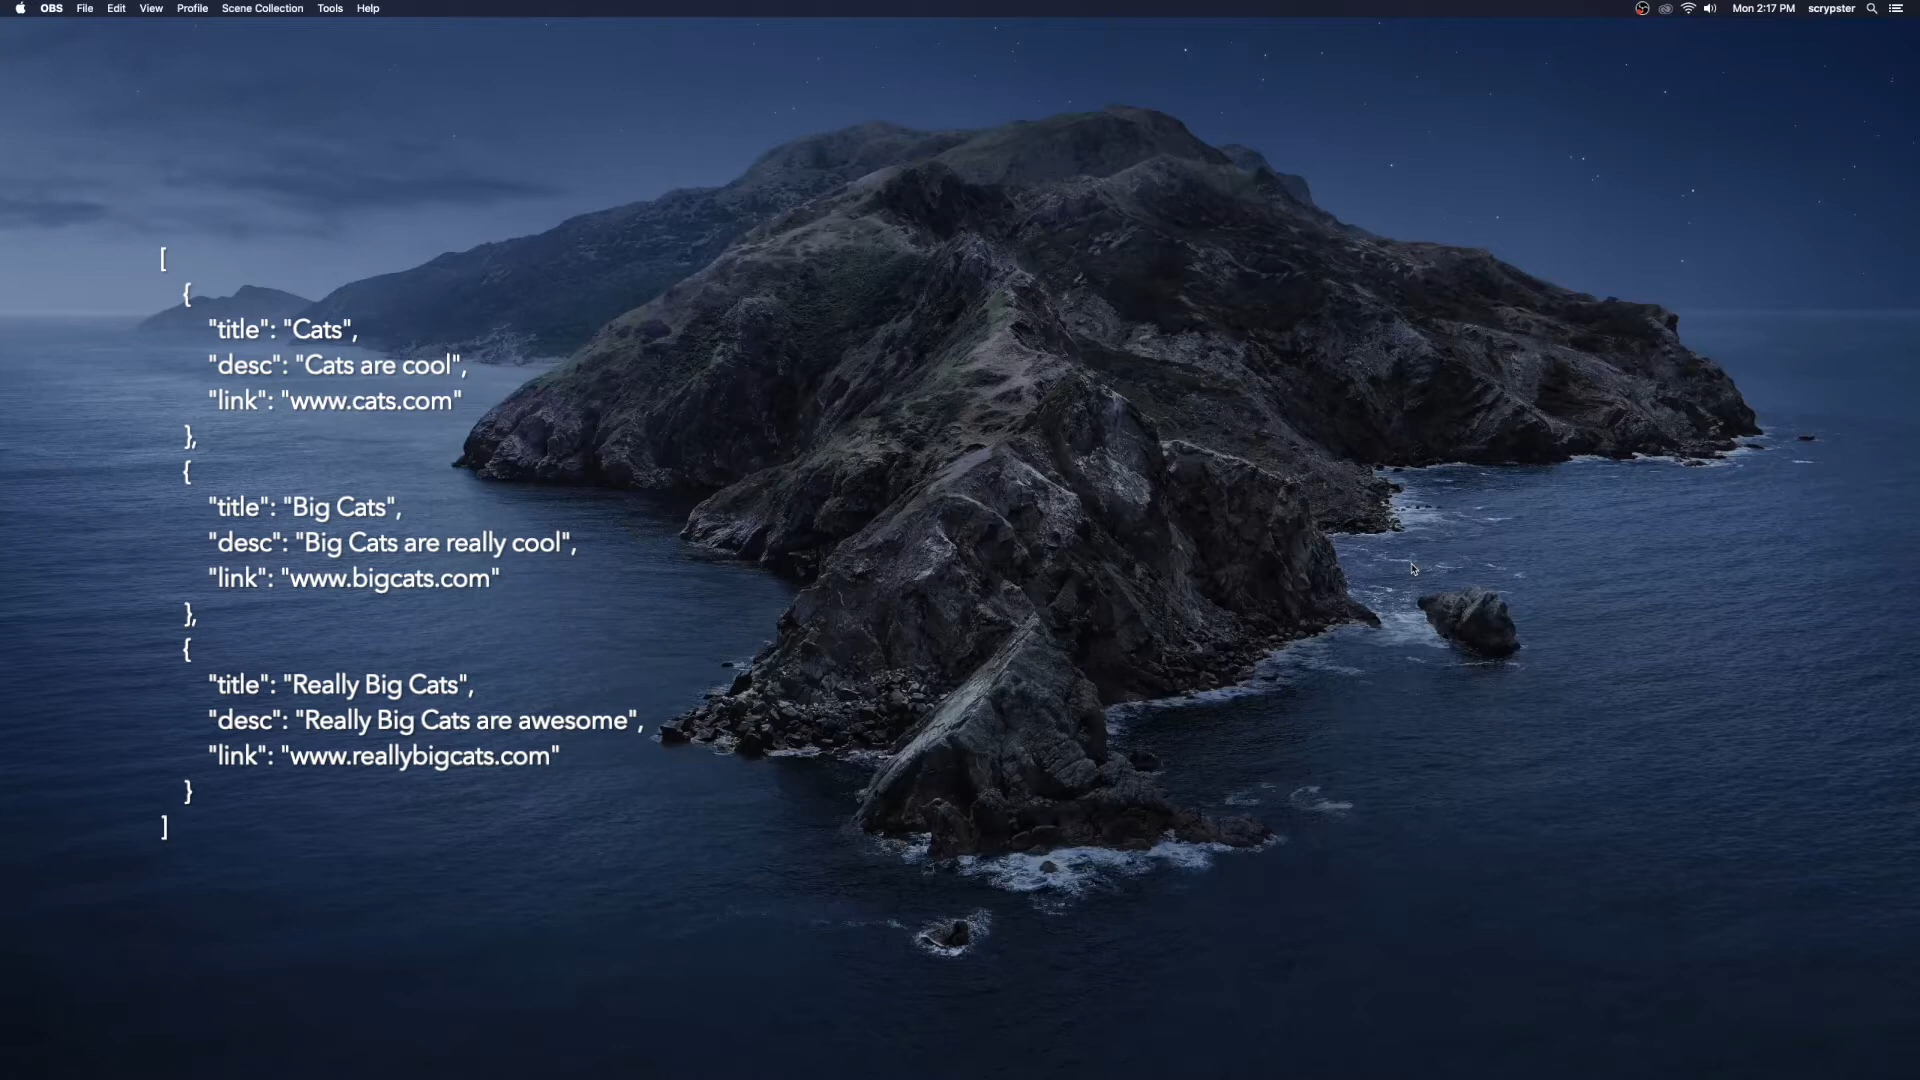 OBS File Edit View Profile Scene Collection Tools Help Mon 2:17 PM scrypster
[
{
"title": "Cats",
"desc": "Cats are cool",
"link": "www.cats.com"
},
{
"title": "Big Cats",
"desc": "Big Cats are really cool",
"link": "www.bigcats.com"
},
{
"title": "Really Big Cats",
"desc": "Really Big Cats are awesome",
"link": "www.reallybigcats.com"
}
]